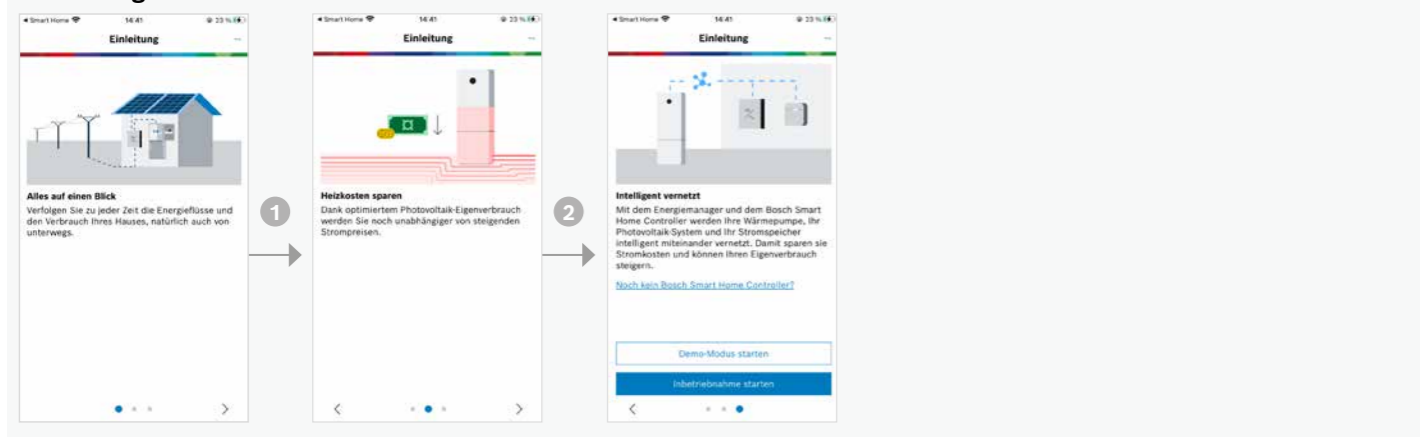 Smart Home
14:41
23 %
Einleitung
Alles auf einen Blick
Verfolgen Sie zu jeder Zeit die Energieflüsse und
den Verbrauch Ihres Hauses, natürlich auch von
unterwegs.
1
Smart Home
14:41
23 %
Einleitung
Heizkosten sparen
Dank optimiertem Photovoltaik-Eigenverbrauch
werden Sie noch unabhängiger von steigenden
Strompreisen.
2
Smart Home
14:41
23 %
Einleitung
Intelligent vernetzt
Mit dem Energiemanager und dem Bosch Smart
Home Controller werden Ihre Wärmepumpe, Ihr
Photovoltaik-System und Ihr Stromspeicher
intelligent miteinander vernetzt. Damit sparen sie
Stromkosten und können Ihren Eigenverbrauch
steigern.
Noch kein Bosch Smart Home Controller?
Demo-Modus starten
Inbetriebnahme starten